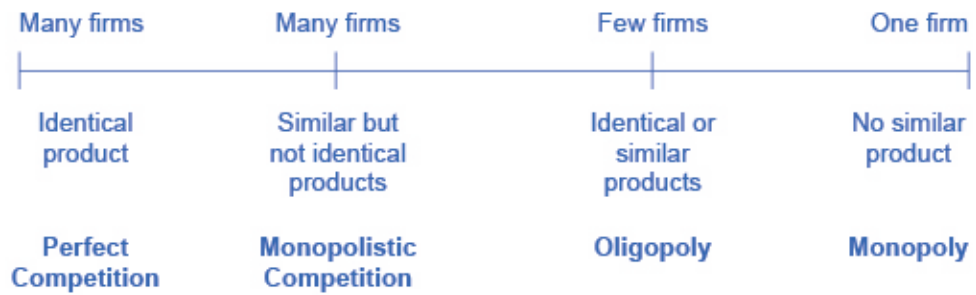 Many firms Many firms Few firms One firm
Identical Similar but Identical or No similar
product not identical similar product
products products
Perfect Monopolistic Oligopoly Monopoly
Competition Competition